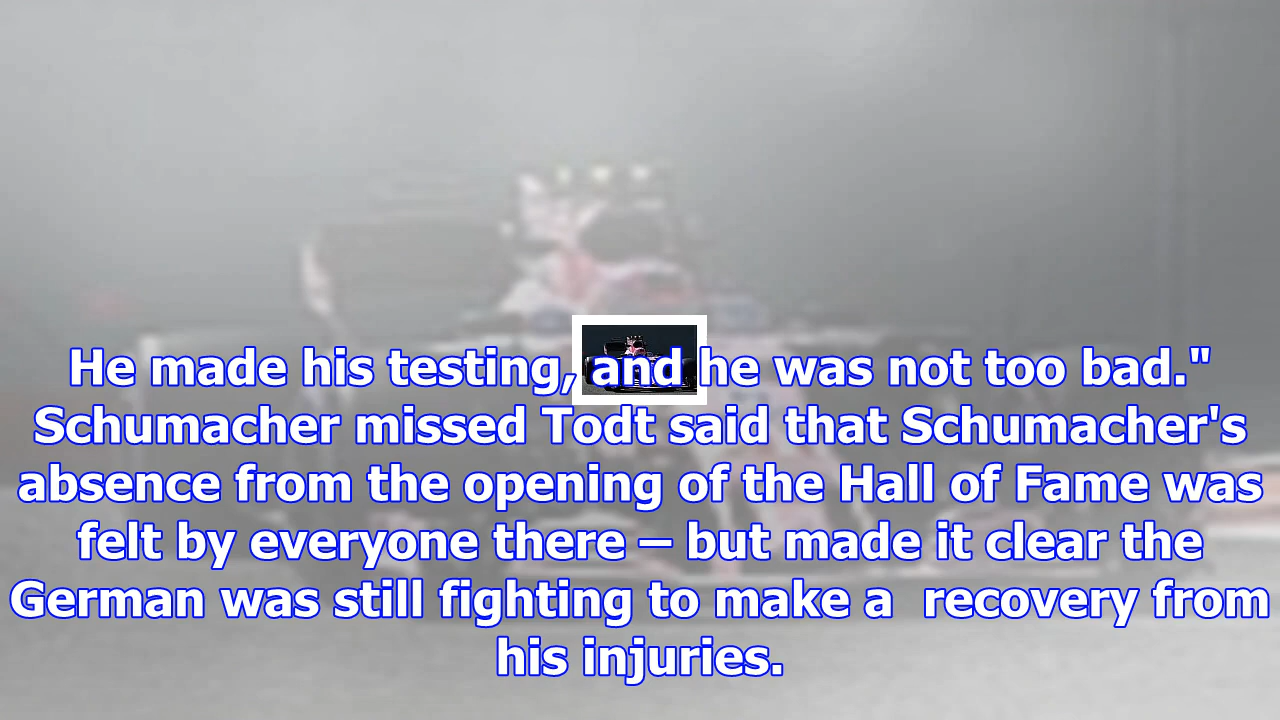 He made his testing, and he was not too bad."
Schumacher missed Todt said that Schumacher's
absence from the opening of the Hall of Fame was
felt by everyone there – but made it clear the
German was still fighting to make a  recovery from
his injuries.